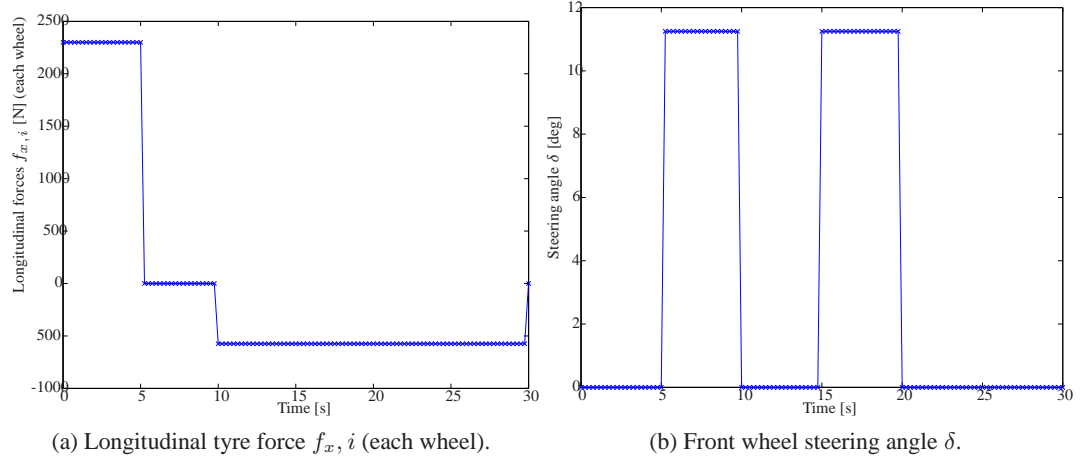 2500
2000
1500
1000
500
0
500
-1000
0 5 10 15 20 25 30
Time [s]
Longitudinal forces f_{x,i} [N] (each wheel)
(a) Longitudinal tyre force f_x, i (each wheel).
12
10
8
6
4
2
0
0 5 10 15 20 25 30
Time [s]
Steering angle δ [deg]
(b) Front wheel steering angle δ.